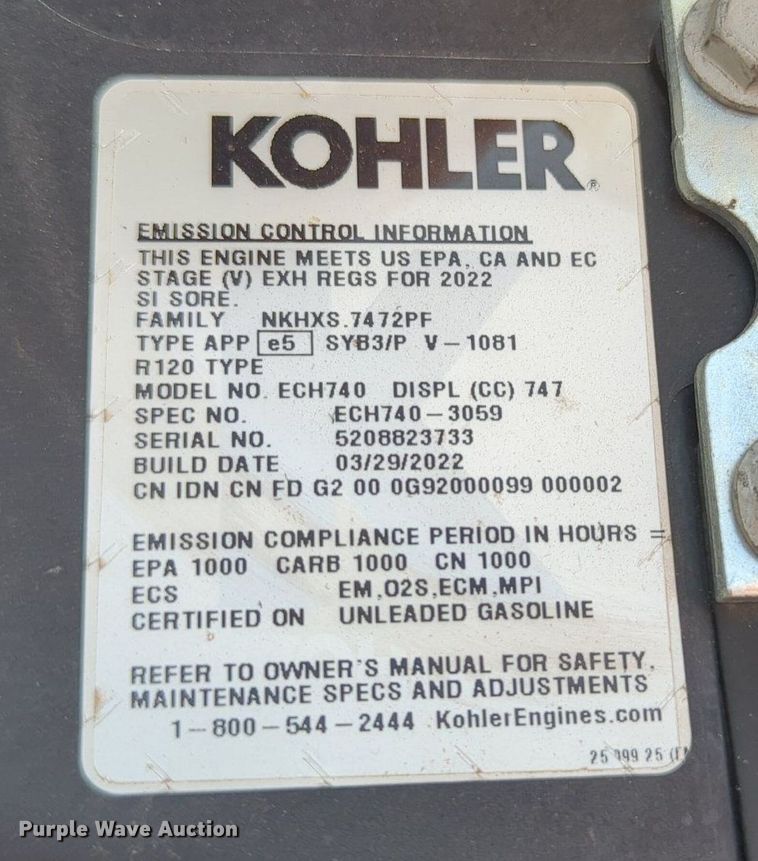 KOHLER®
EMISSION CONTROL INFORMATION
THIS ENGINE MEETS US EPA, CA AND EC
STAGE (V) EXH REGS FOR 2022
SI SORE.
FAMILY NKHXS.7472PF
TYPE APP e5 SYB3/P V-1081
R120 TYPE
MODEL NO. ECH740 DISPL (CC) 747
SPEC NO. ECH740-3059
SERIAL NO. 5208823733
BUILD DATE 03/29/2022
CN IDN CN FD G2 00 0G92000099 000002
EMISSION COMPLIANCE PERIOD IN HOURS =
EPA 1000 CARB 1000 CN 1000
ECS EM,O2S,ECM,MPI
CERTIFIED ON UNLEADED GASOLINE
REFER TO OWNER'S MANUAL FOR SAFETY,
MAINTENANCE SPECS AND ADJUSTMENTS
1-800-544-2444 KohlerEngines.com
25 25
Purple Wave Auction